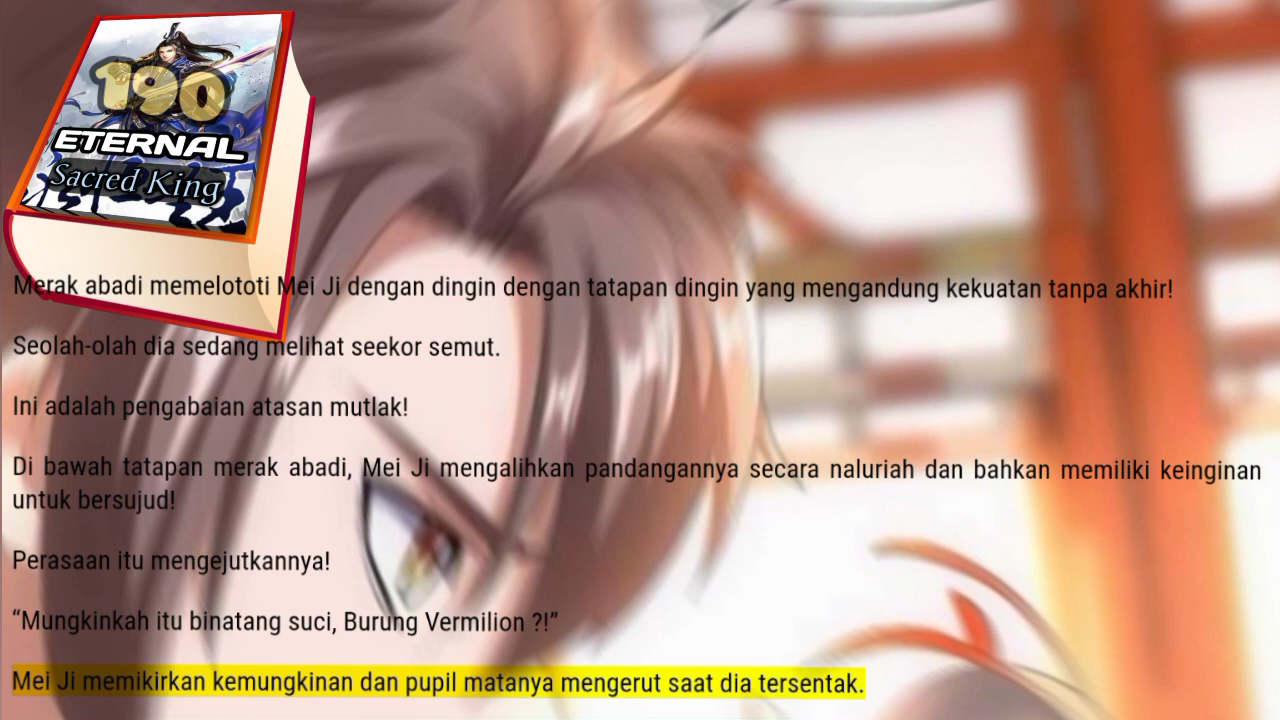 190
ETERNAL
Sacred King
Merak abadi memelototi Mei Ji dengan dingin dengan tatapan dingin yang mengandung kekuatan tanpa akhir!
Seolah-olah dia sedang melihat seekor semut.
Ini adalah pengabaian atasan mutlak!
Di bawah tatapan merak abadi, Mei Ji mengalihkan pandangannya secara naluriah dan bahkan memiliki keinginan
untuk bersujud!
Perasaan itu mengejutkannya!
“Mungkinkah itu binatang suci, Burung Vermilion ?!”
Mei Ji memikirkan kemungkinan dan pupil matanya mengerut saat dia tersentak.